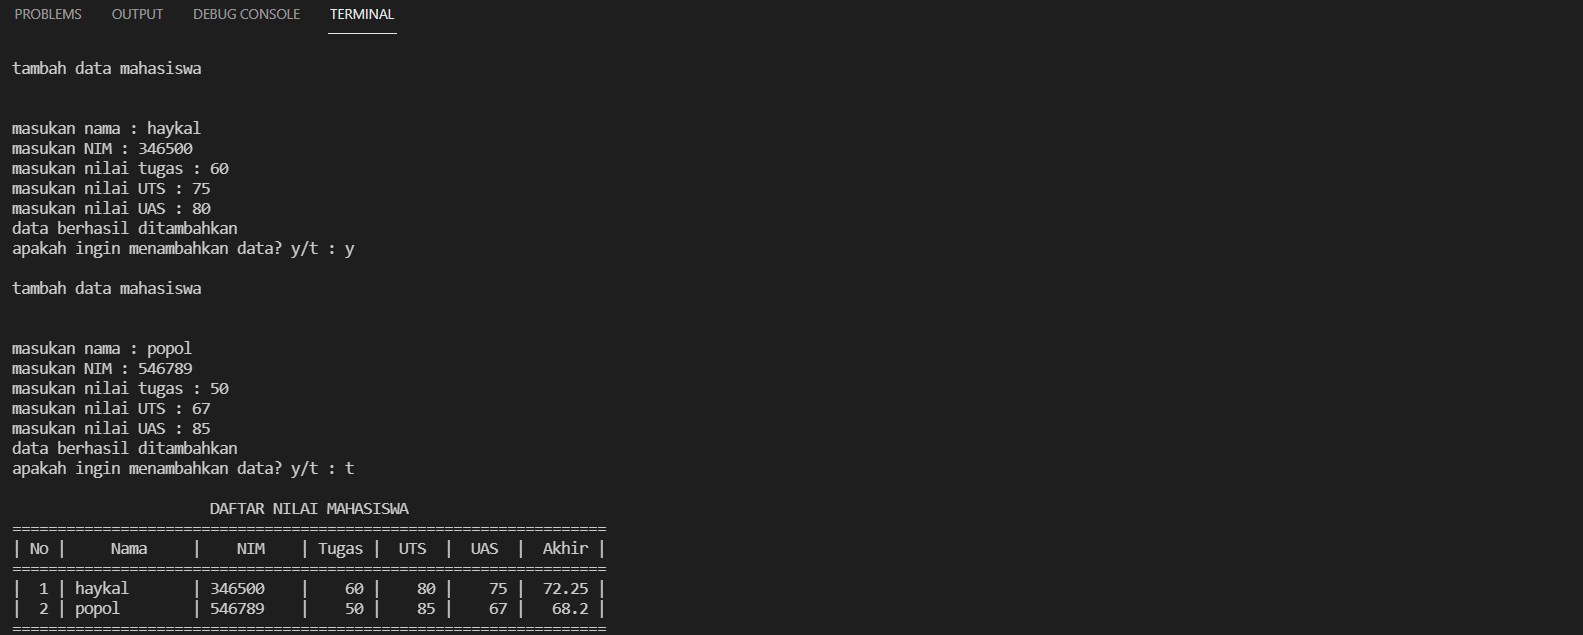 PROBLEMS OUTPUT DEBUG CONSOLE TERMINAL
tambah data mahasiswa
masukan nama : haykal
masukan NIM : 346500
masukan nilai tugas : 60
masukan nilai UTS : 75
masukan nilai UAS : 80
data berhasil ditambahkan
apakah ingin menambahkan data? y/t : y
tambah data mahasiswa
masukan nama : popol
masukan NIM : 546789
masukan nilai tugas : 50
masukan nilai UTS : 67
masukan nilai UAS : 85
data berhasil ditambahkan
apakah ingin menambahkan data? y/t : t
DAFTAR NILAI MAHASISWA
==================================================================
| No |     Nama     |    NIM    | Tugas |  UTS  |  UAS  |  Akhir |
==================================================================
|  1 | haykal       | 346500    |    60 |    80 |    75 |  72.25 |
|  2 | popol        | 546789    |    50 |    85 |    67 |   68.2 |
==================================================================